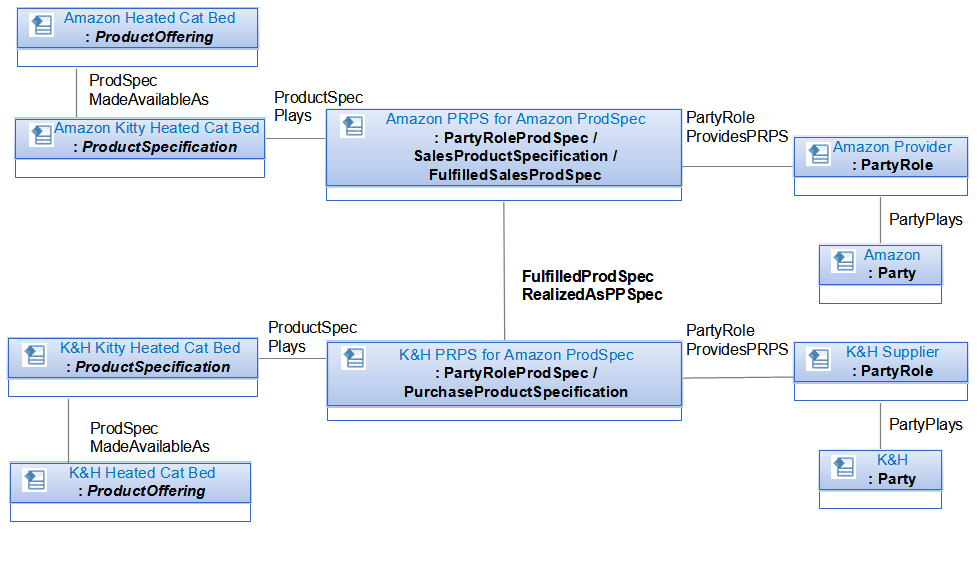 Amazon Heated Cat Bed
: ProductOffering
ProdSpec
MadeAvailableAs
Amazon Kitty Heated Cat Bed
: ProductSpecification
ProductSpec
Plays
Amazon PRPS for Amazon ProdSpec
: PartyRoleProdSpec /
SalesProductSpecification /
FulfilledSalesProdSpec
PartyRole
ProvidesPRPS
Amazon Provider
: PartyRole
PartyPlays
Amazon
: Party
FulfilledProdSpec
RealizedAsPPSpec
K&H Kitty Heated Cat Bed
: ProductSpecification
ProductSpec
Plays
K&H PRPS for Amazon ProdSpec
: PartyRoleProdSpec /
PurchaseProductSpecification
PartyRole
ProvidesPRPS
K&H Supplier
: PartyRole
ProdSpec
MadeAvailableAs
PartyPlays
K&H Heated Cat Bed
: ProductOffering
K&H
: Party